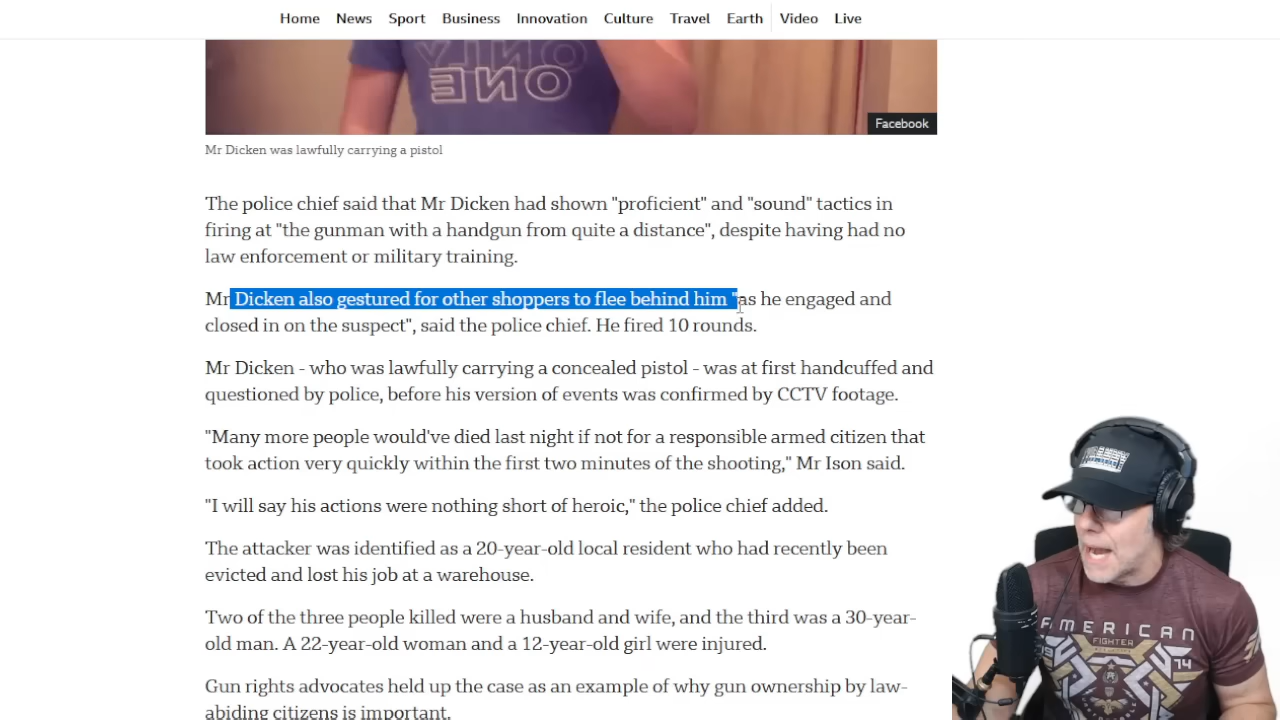 Home News Sport Business Innovation Culture Travel Earth Video Live
ONLY
ONE
Facebook
Mr Dicken was lawfully carrying a pistol
The police chief said that Mr Dicken had shown "proficient" and "sound" tactics in
firing at "the gunman with a handgun from quite a distance", despite having had no
law enforcement or military training.
Mr Dicken also gestured for other shoppers to flee behind him "as he engaged and
closed in on the suspect", said the police chief. He fired 10 rounds.
Mr Dicken - who was lawfully carrying a concealed pistol - was at first handcuffed and
questioned by police, before his version of events was confirmed by CCTV footage.
"Many more people would've died last night if not for a responsible armed citizen that
took action very quickly within the first two minutes of the shooting," Mr Ison said.
"I will say his actions were nothing short of heroic," the police chief added.
The attacker was identified as a 20-year-old local resident who had recently been
evicted and lost his job at a warehouse.
Two of the three people killed were a husband and wife, and the third was a 30-year-
old man. A 22-year-old woman and a 12-year-old girl were injured.
Gun rights advocates held up the case as an example of why gun ownership by law-
abiding citizens is important.
AMERICAN
FIGHTER
19 74